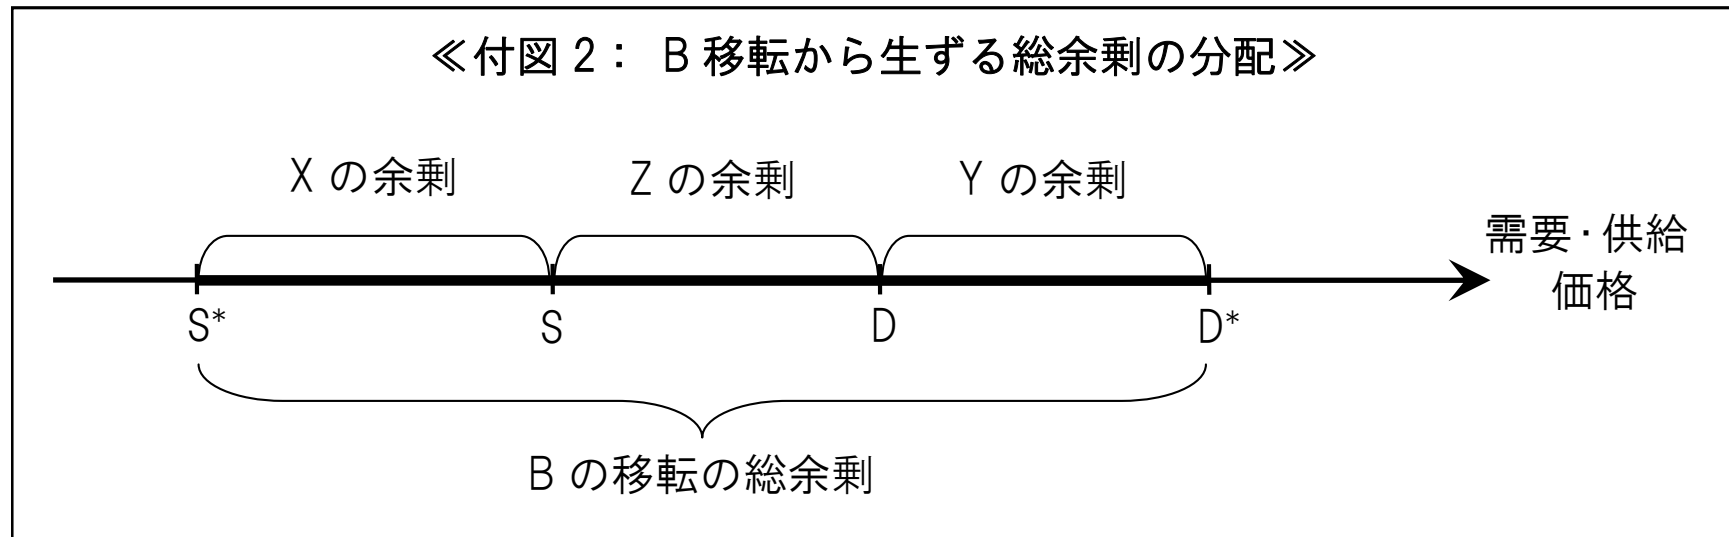 ≪付図 2： B 移転から生ずる総余剰の分配≫
X の余剰
Z の余剰
Y の余剰
需要・供給
価格
S*
S
D
D*
B の移転の総余剰